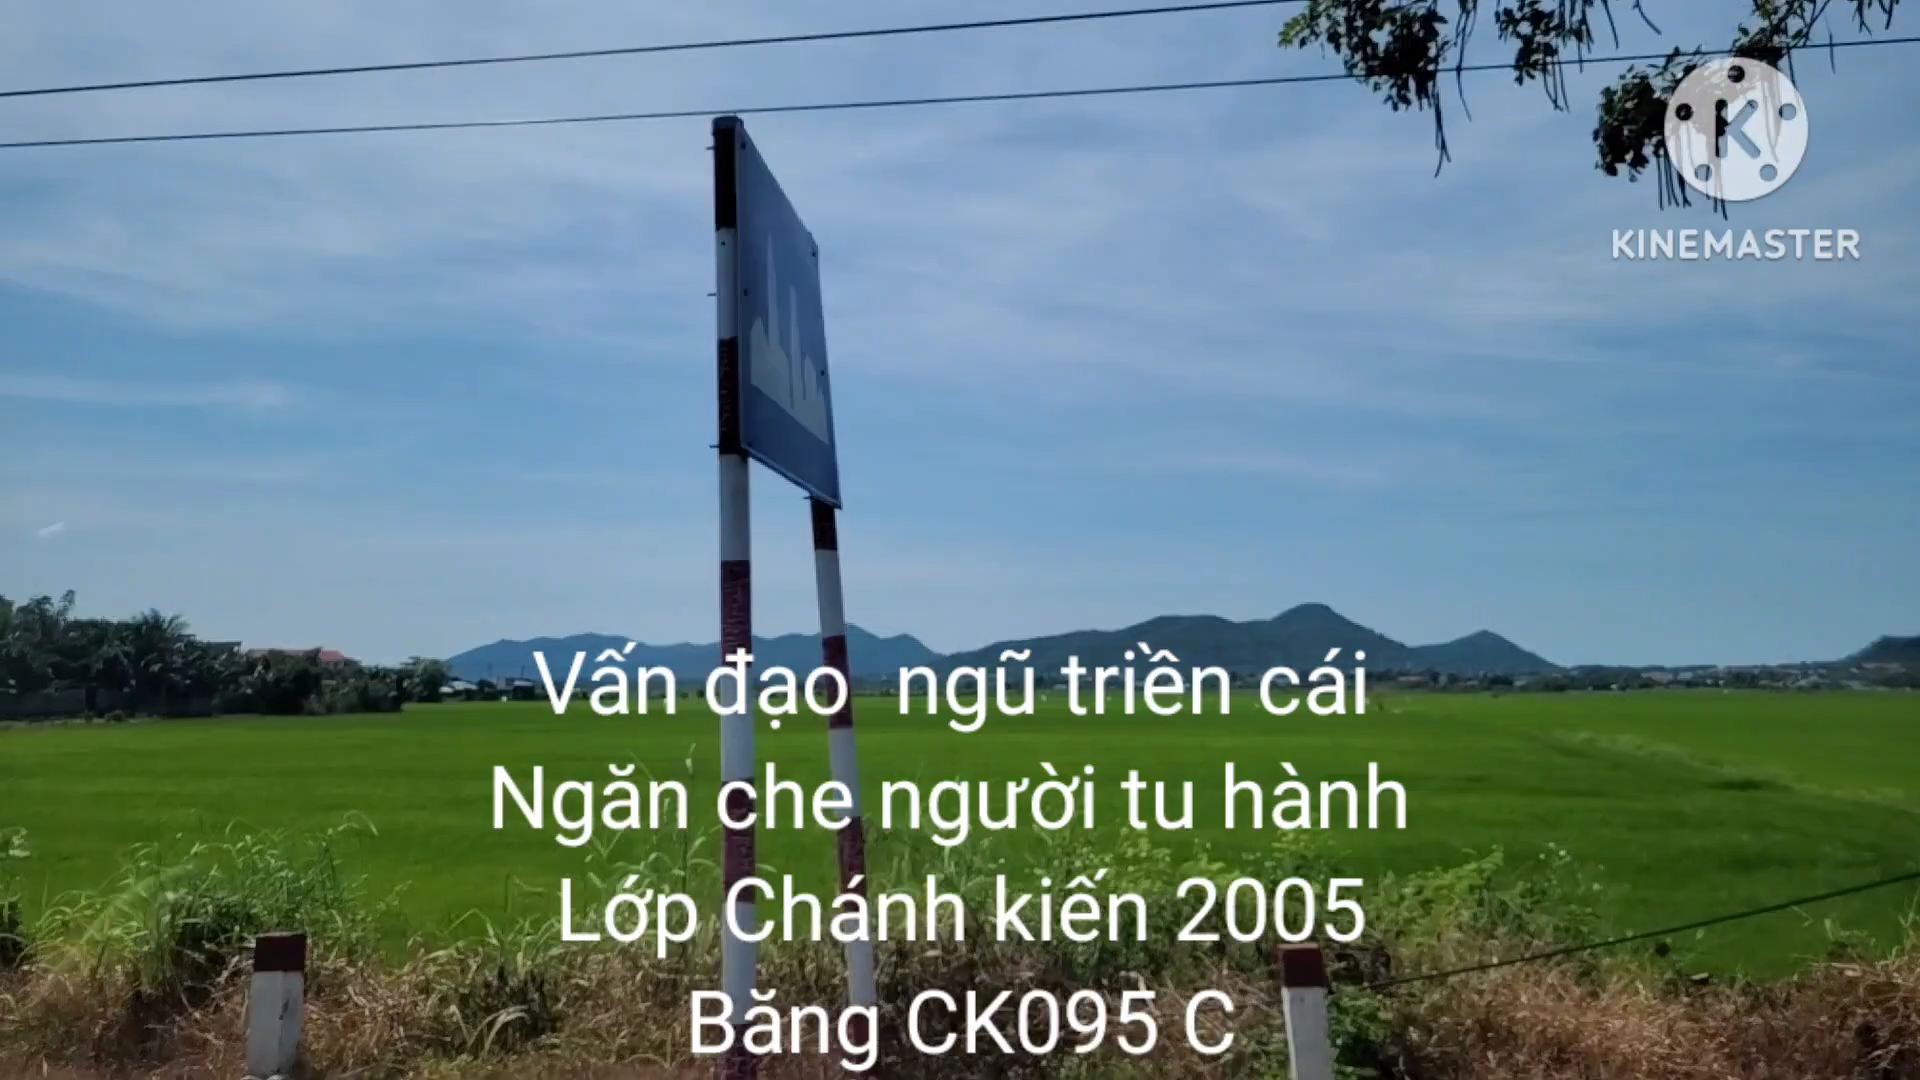 KINEMASTER
Vấn đạo ngũ triền cái
Ngăn che người tu hành
Lớp Chánh kiến 2005
Băng CK095 C